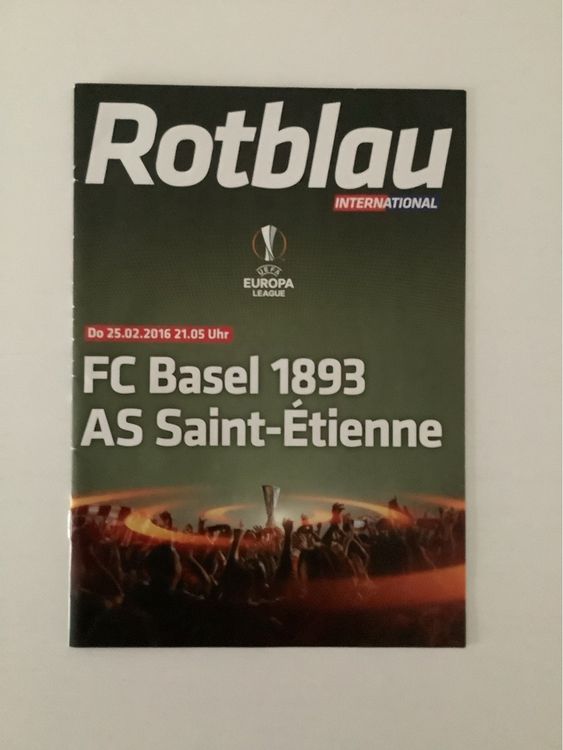 Rotblau
INTERNATIONAL
UEFA
EUROPA
LEAGUE
Do 25.02.2016 21.05 Uhr
FC Basel 1893
AS Saint-Étienne